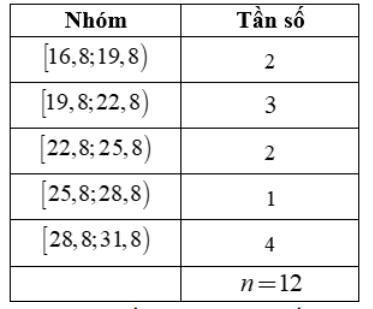 Nhóm Tần số
[16,8;19,8) 2
[19,8;22,8) 3
[22,8;25,8) 2
[25,8;28,8) 1
[28,8;31,8) 4
n=12